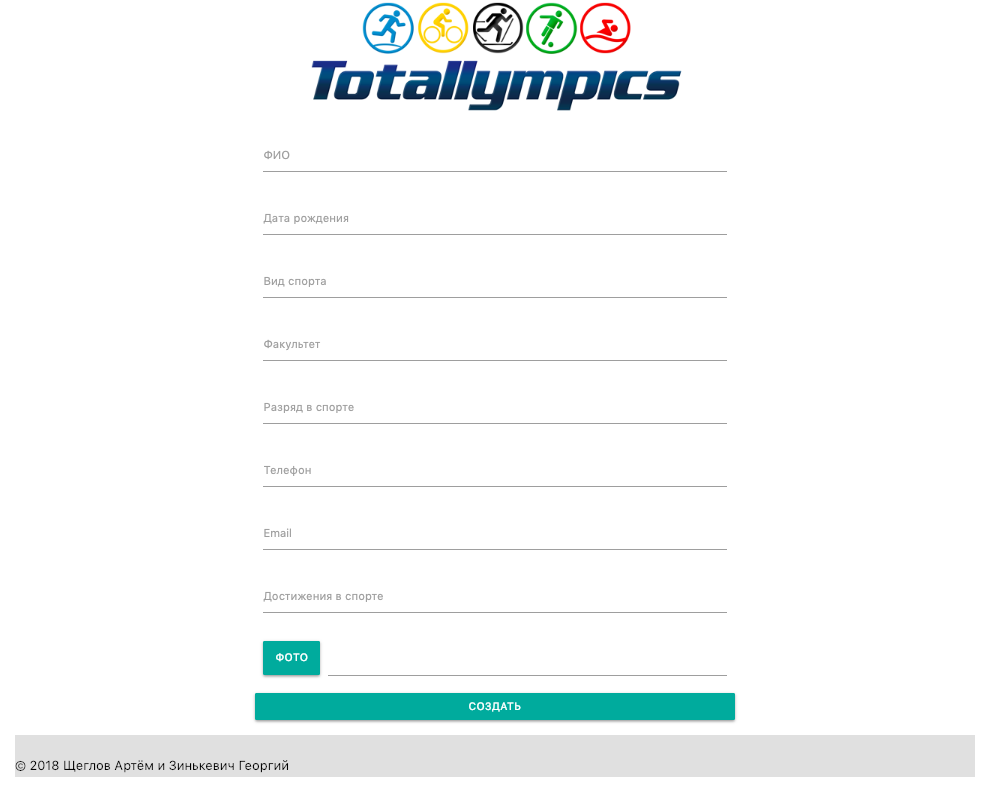 Totallympics
ФИО
Дата рождения
Вид спорта
Факультет
Разряд в спорте
Телефон
Email
Достижения в спорте
ФОТО
СОЗДАТЬ
© 2018 Щеглов Артём и Зинькевич Георгий